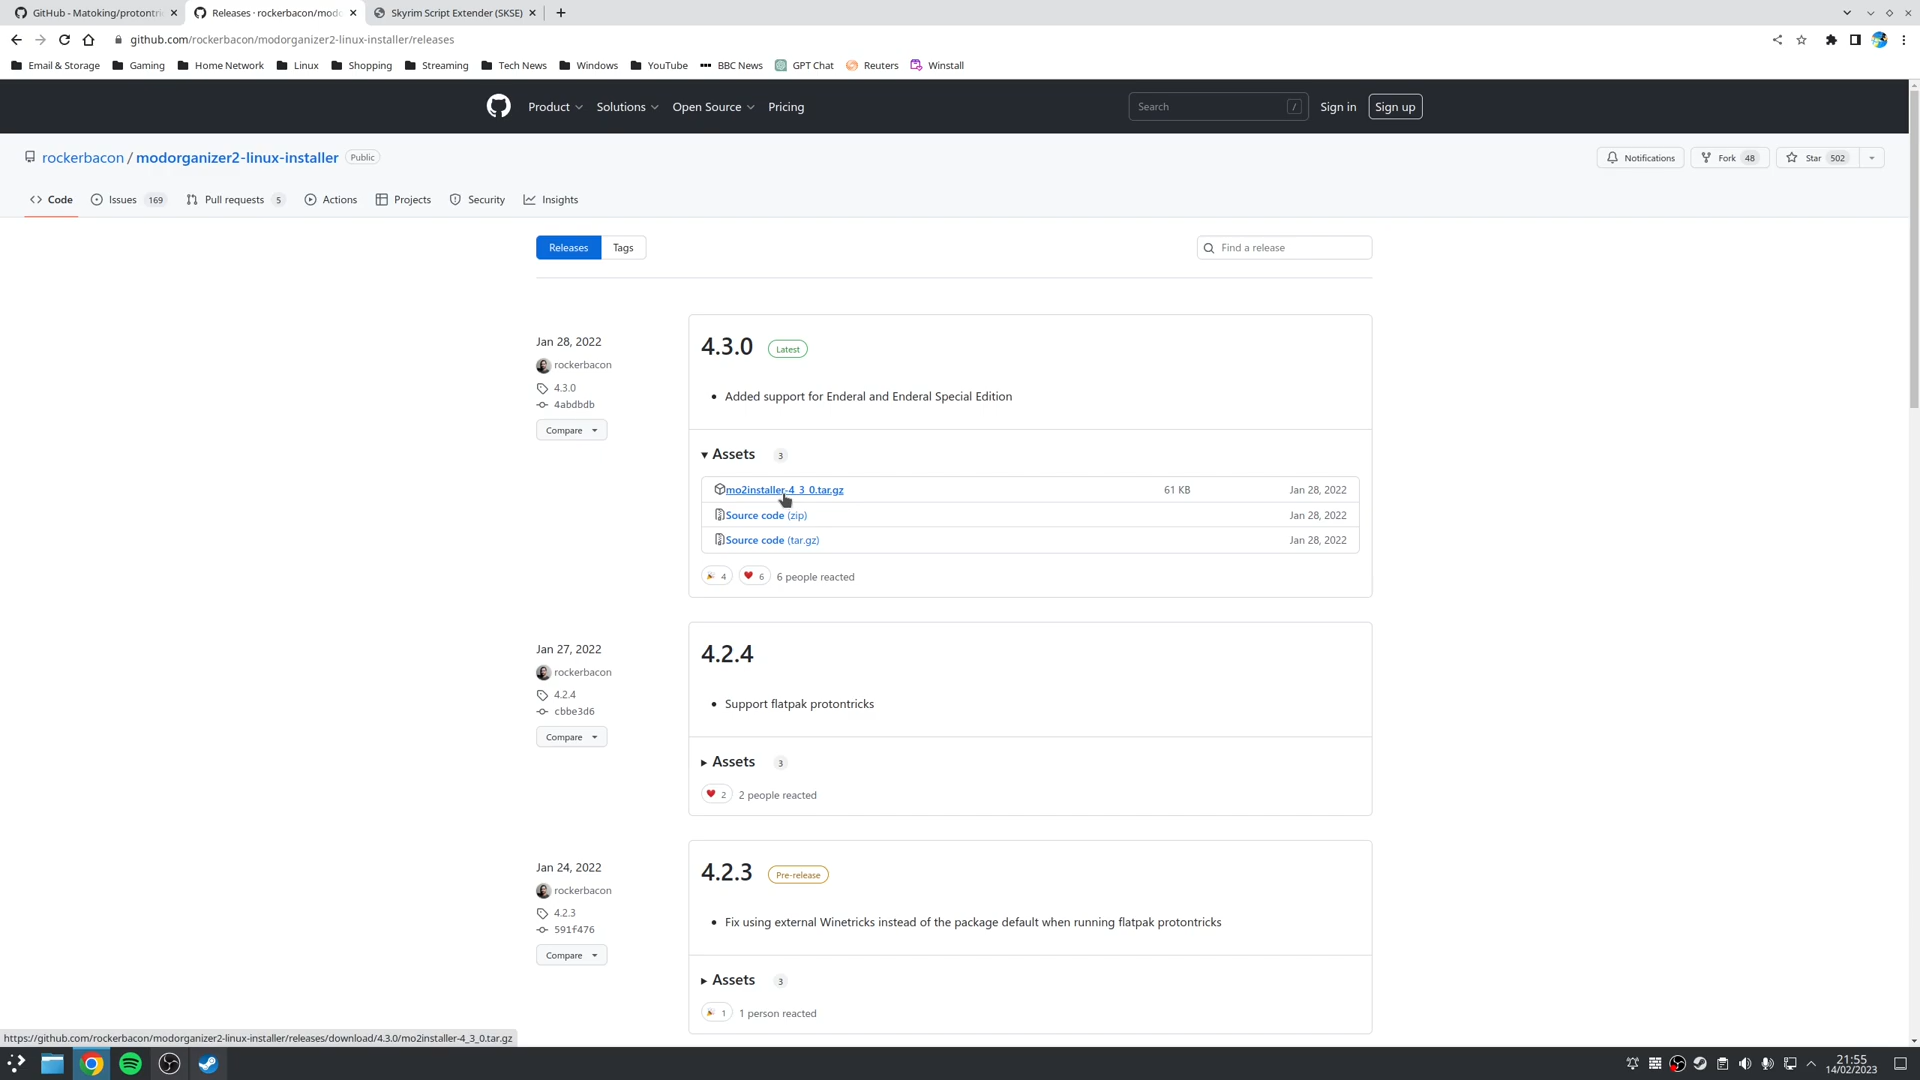 GitHub - Matoking/protontri
Releases · rockerbacon/mod
Skyrim Script Extender (SKSE)
github.com/rockerbacon/modorganizer2-linux-installer/releases
Email & Storage
Gaming
Home Network
Linux
Shopping
Streaming
Tech News
Windows
YouTube
BBC News
GPT Chat
Reuters
Winstall
Product
Solutions
Open Source
Pricing
Search /
Sign in
Sign up
rockerbacon / modorganizer2-linux-installer Public
Notifications
Fork 48
Star 502
Code
Issues 169
Pull requests 5
Actions
Projects
Security
Insights
Releases
Tags
Find a release
Jan 28, 2022
rockerbacon
4.3.0
4abdbdb
Compare
4.3.0 Latest
Added support for Enderal and Enderal Special Edition
Assets 3
mo2installer-4_3_0.tar.gz 61 KB Jan 28, 2022
Source code (zip) Jan 28, 2022
Source code (tar.gz) Jan 28, 2022
4 6 6 people reacted
Jan 27, 2022
rockerbacon
4.2.4
cbbe3d6
Compare
4.2.4
Support flatpak protontricks
Assets 3
2 2 people reacted
Jan 24, 2022
rockerbacon
4.2.3
591f476
Compare
4.2.3 Pre-release
Fix using external Winetricks instead of the package default when running flatpak protontricks
Assets 3
1 1 person reacted
https://github.com/rockerbacon/modorganizer2-linux-installer/releases/download/4.3.0/mo2installer-4_3_0.tar.gz
21:55
14/02/2023